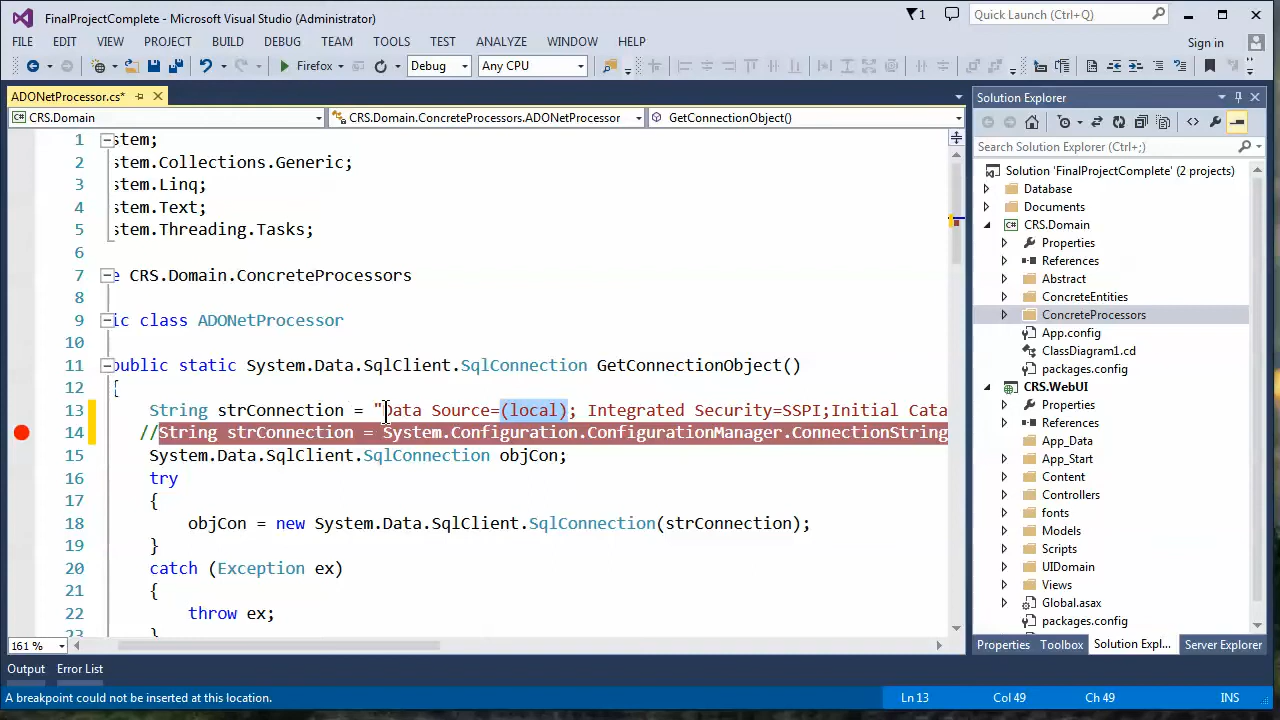 FinalProjectComplete - Microsoft Visual Studio (Administrator)
1
Quick Launch (Ctrl+Q)
FILE EDIT VIEW PROJECT BUILD DEBUG TEAM TOOLS TEST ANALYZE WINDOW HELP
Sign in
Firefox Debug Any CPU
ADONetProcessor.cs*
CRS.Domain CRS.Domain.ConcreteProcessors.ADONetProcessor GetConnectionObject()
1 stem;
2 stem.Collections.Generic;
3 stem.Linq;
4 stem.Text;
5 stem.Threading.Tasks;
6
7 e CRS.Domain.ConcreteProcessors
8
9 ic class ADONetProcessor
10
11 public static System.Data.SqlClient.SqlConnection GetConnectionObject()
12 {
13 String strConnection = "Data Source=(local); Integrated Security=SSPI;Initial Cata
14 //String strConnection = System.Configuration.ConfigurationManager.ConnectionString
15 System.Data.SqlClient.SqlConnection objCon;
16 try
17 {
18 objCon = new System.Data.SqlClient.SqlConnection(strConnection);
19 }
20 catch (Exception ex)
21 {
22 throw ex;
23 }
161 %
Solution Explorer
Search Solution Explorer (Ctrl+;)
Solution 'FinalProjectComplete' (2 projects)
Database
Documents
CRS.Domain
Properties
References
Abstract
ConcreteEntities
ConcreteProcessors
App.config
ClassDiagram1.cd
packages.config
CRS.WebUI
Properties
References
App_Data
App_Start
Content
Controllers
fonts
Models
Scripts
UIDomain
Views
Global.asax
packages.config
Properties Toolbox Solution Expl... Server Explorer
Output Error List
A breakpoint could not be inserted at this location.
Ln 13 Col 49 Ch 49 INS